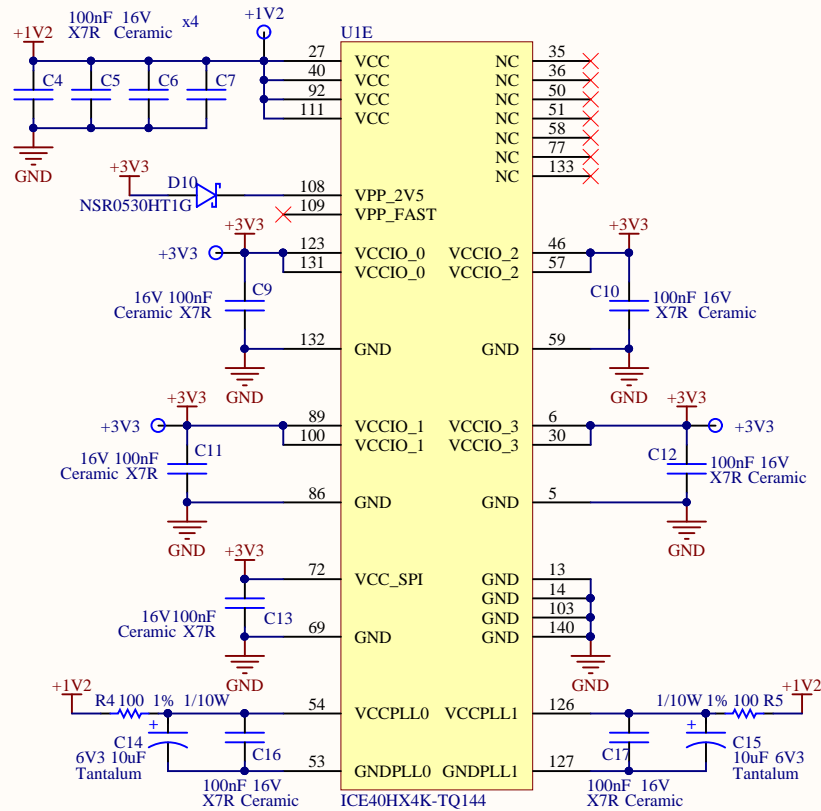 100nF 16V x4
X7R Ceramic
+1V2
+1V2
U1E
C4
C5
C6
C7
GND
27
VCC
40
VCC
92
VCC
111
VCC
NC
35
NC
36
NC
50
NC
51
NC
58
NC
77
NC
133
+3V3
D10
NSR0530HT1G
108
VPP_2V5
109
VPP_FAST
+3V3
+3V3
123
VCCIO_0
131
VCCIO_0
C9
16V 100nF
Ceramic X7R
132
GND
GND
VCCIO_2
46
VCCIO_2
57
+3V3
C10
100nF 16V
X7R Ceramic
GND
59
GND
+3V3
+3V3
89
VCCIO_1
100
VCCIO_1
C11
16V 100nF
Ceramic X7R
86
GND
GND
VCCIO_3
6
VCCIO_3
30
+3V3
+3V3
C12
100nF 16V
X7R Ceramic
GND
5
GND
+3V3
72
VCC_SPI
C13
16V 100nF
Ceramic X7R
69
GND
GND
GND
13
GND
14
GND
103
GND
140
GND
+1V2
R4 100 1% 1/10W
54
VCCPLL0
+
C14
6V3 10uF
Tantalum
C16
100nF 16V
X7R Ceramic
53
GNDPLL0
VCCPLL1
126
1/10W 1% 100 R5
+1V2
+
C15
10uF 6V3
Tantalum
C17
100nF 16V
X7R Ceramic
GNDPLL1
127
ICE40HX4K-TQ144